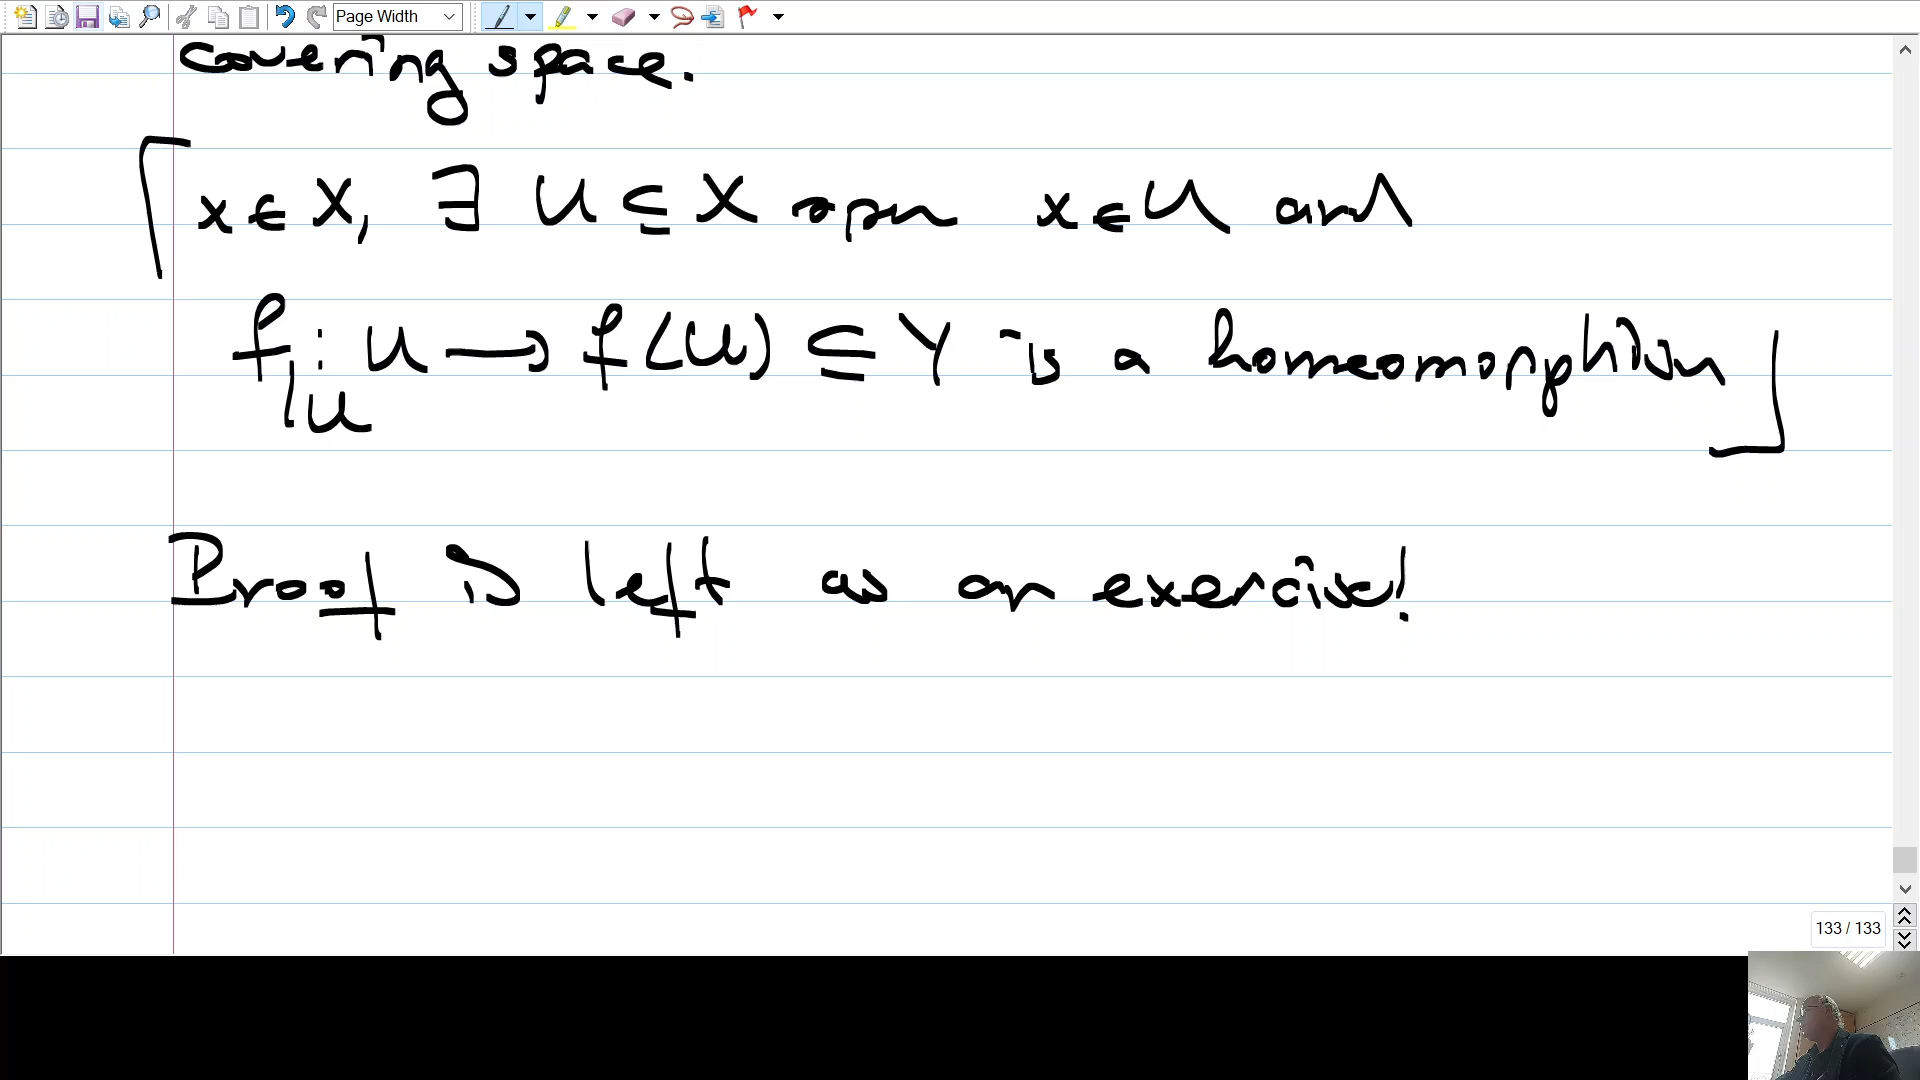 Page Width
covering space.
x ∈ X, ∃ U ⊆ X open x ∈ U and
f|U : U → f(U) ⊆ Y is a homeomorphism
Proof is left as an exercise!
133 / 133